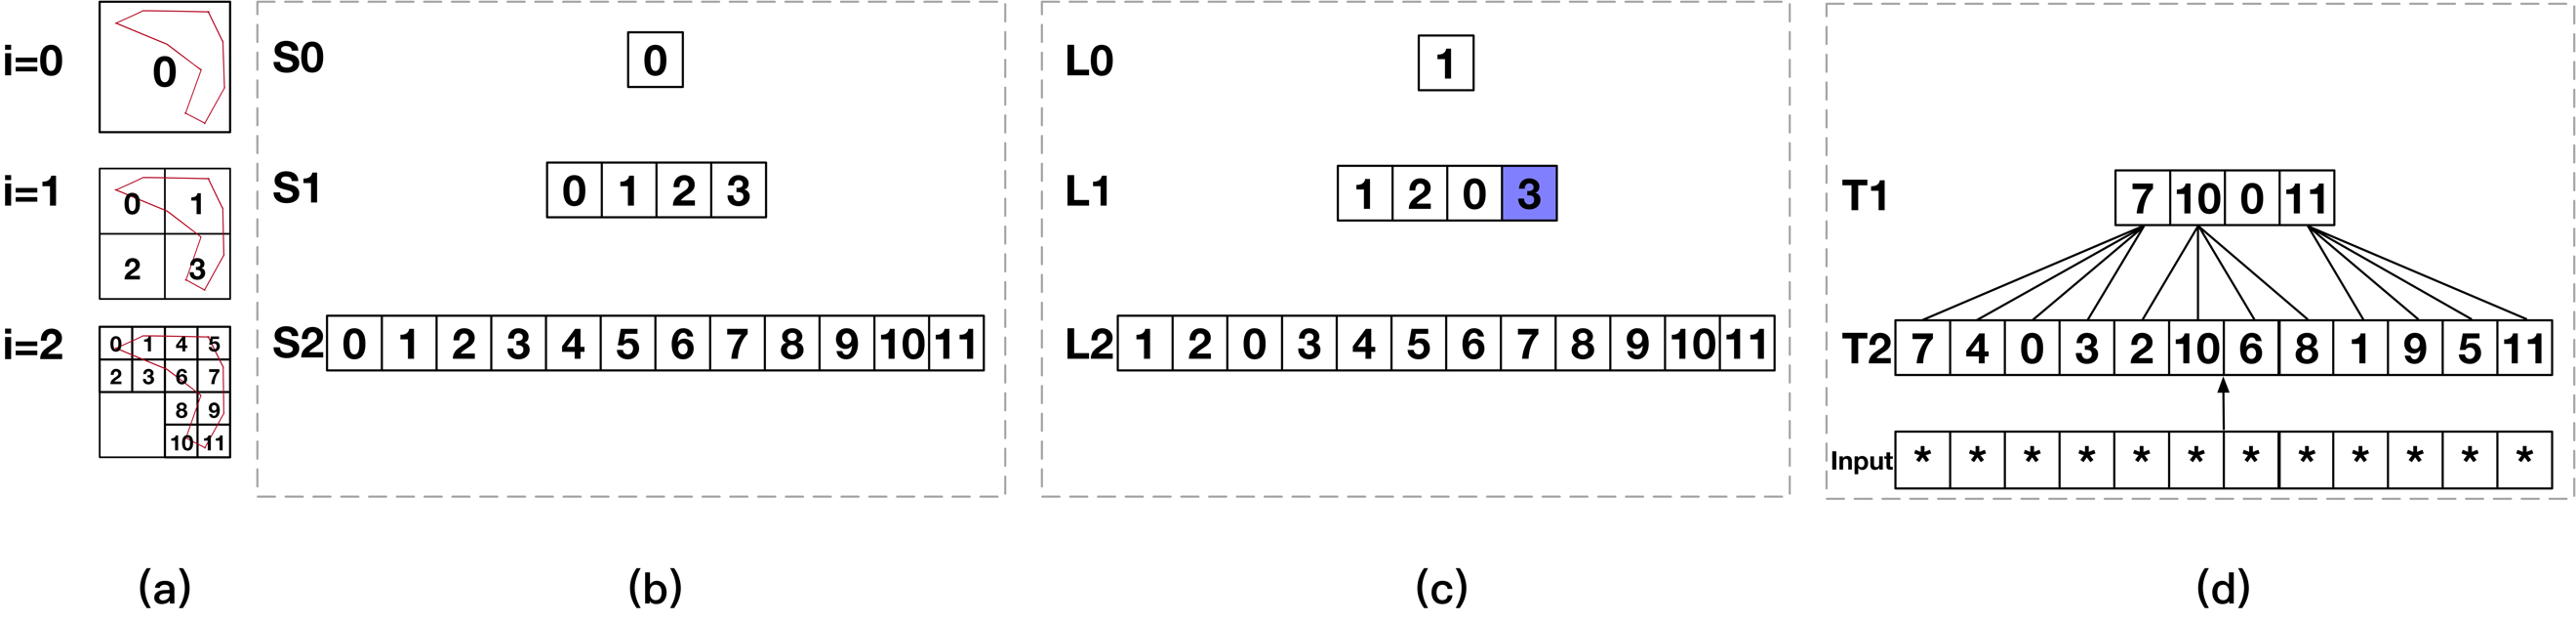 i=0 0 S0 0 L0 1
i=1 0 1 S1 0 1 2 3 L1 1 2 0 3 T1 7 10 0 11
2 3
i=2 0 1 4 5 S2 0 1 2 3 4 5 6 7 8 9 10 11 L2 1 2 0 3 4 5 6 7 8 9 10 11 T2 7 4 0 3 2 10 6 8 1 9 5 11
2 3 6 7
8 9
10 11 Input * * * * * * * * * * * *
(a) (b) (c) (d)